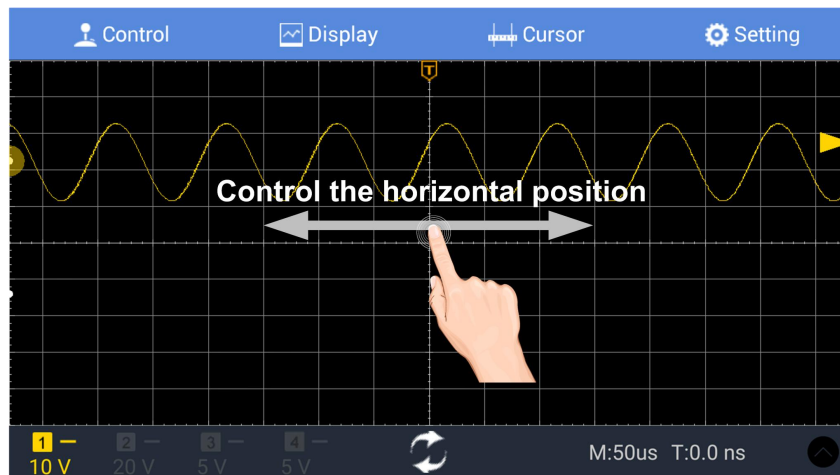 Control Display Cursor Setting
T
Control the horizontal position
1 2 3 4
10 V 20 V 5 V 5 V
M:50us T:0.0 ns